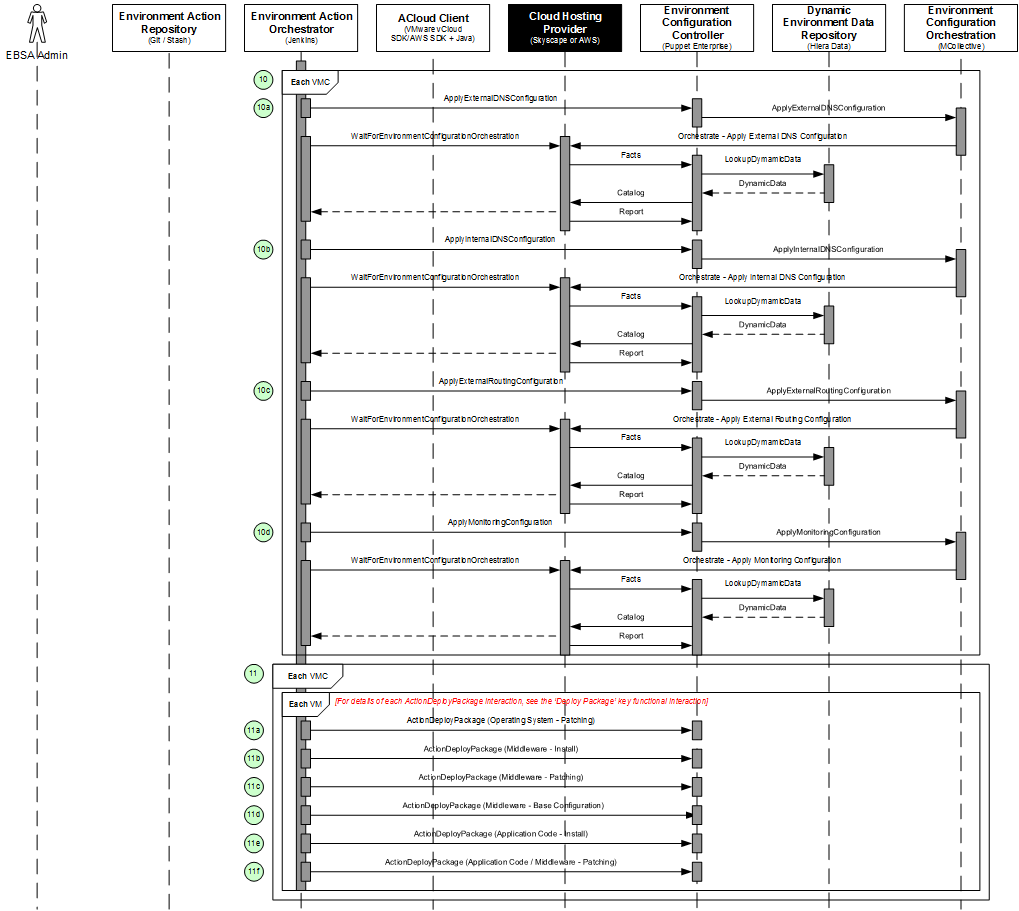 EBSA Admin
Environment Action
Repository
(Git / Stash)
Environment Action
Orchestrator
(Jenkins)
ACloud Client
(VMware vCloud
SDK/AWS SDK + Java)
Cloud Hosting
Provider
(Skyscape or AWS)
Environment
Configuration
Controller
(Puppet Enterprise)
Dynamic
Environment Data
Repository
(Hiera Data)
Environment
Configuration
Orchestration
(MCollective)
10
Each VMC
10a
ApplyExternalDNSConfiguration
ApplyExternalDNSConfiguration
WaitForEnvironmentConfigurationOrchestration
Orchestrate - Apply External DNS Configuration
Facts
LookupDynamicData
DynamicData
Catalog
Report
10b
ApplyInternalDNSConfiguration
ApplyInternalDNSConfiguration
WaitForEnvironmentConfigurationOrchestration
Orchestrate - Apply Internal DNS Configuration
Facts
LookupDynamicData
DynamicData
Catalog
Report
10c
ApplyExternalRoutingConfiguration
ApplyExternalRoutingConfiguration
WaitForEnvironmentConfigurationOrchestration
Orchestrate - Apply External Routing Configuration
Facts
LookupDynamicData
DynamicData
Catalog
Report
10d
ApplyMonitoringConfiguration
ApplyMonitoringConfiguration
WaitForEnvironmentConfigurationOrchestration
Orchestrate - Apply Monitoring Configuration
Facts
LookupDynamicData
DynamicData
Catalog
Report
11
Each VMC
Each VM
[For details of each ActionDeployPackage interaction, see the 'Deploy Package' key functional interaction]
11a
ActionDeployPackage (Operating System - Patching)
11b
ActionDeployPackage (Middleware - Install)
11c
ActionDeployPackage (Middleware - Patching)
11d
ActionDeployPackage (Middleware - Base Configuration)
11e
ActionDeployPackage (Application Code - Install)
11f
ActionDeployPackage (Application Code / Middleware - Patching)